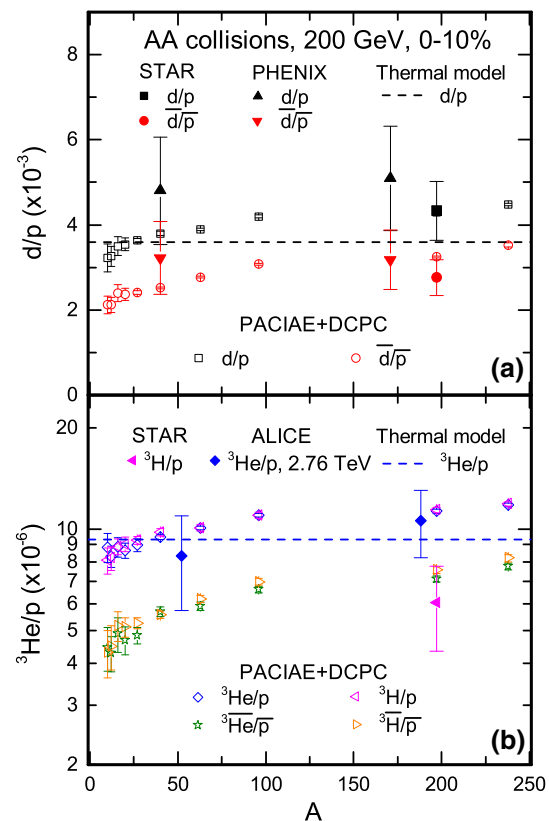 AA collisions, 200 GeV, 0-10%
STAR PHENIX Thermal model
d/p d/p d/p
d̅/p̅ d̅/p̅
8
6
4
2
0
d/p (x10⁻³)
PACIAE+DCPC
d/p d̅/p̅
(a)
STAR ALICE Thermal model
³H/p ³He/p, 2.76 TeV ³He/p
20
10
9
8
7
6
5
4
3
2
³He/p (x10⁻⁶)
PACIAE+DCPC
³He/p ³H/p
³H̅e̅/p̅ ³H̅/p̅
(b)
0 50 100 150 200 250
A